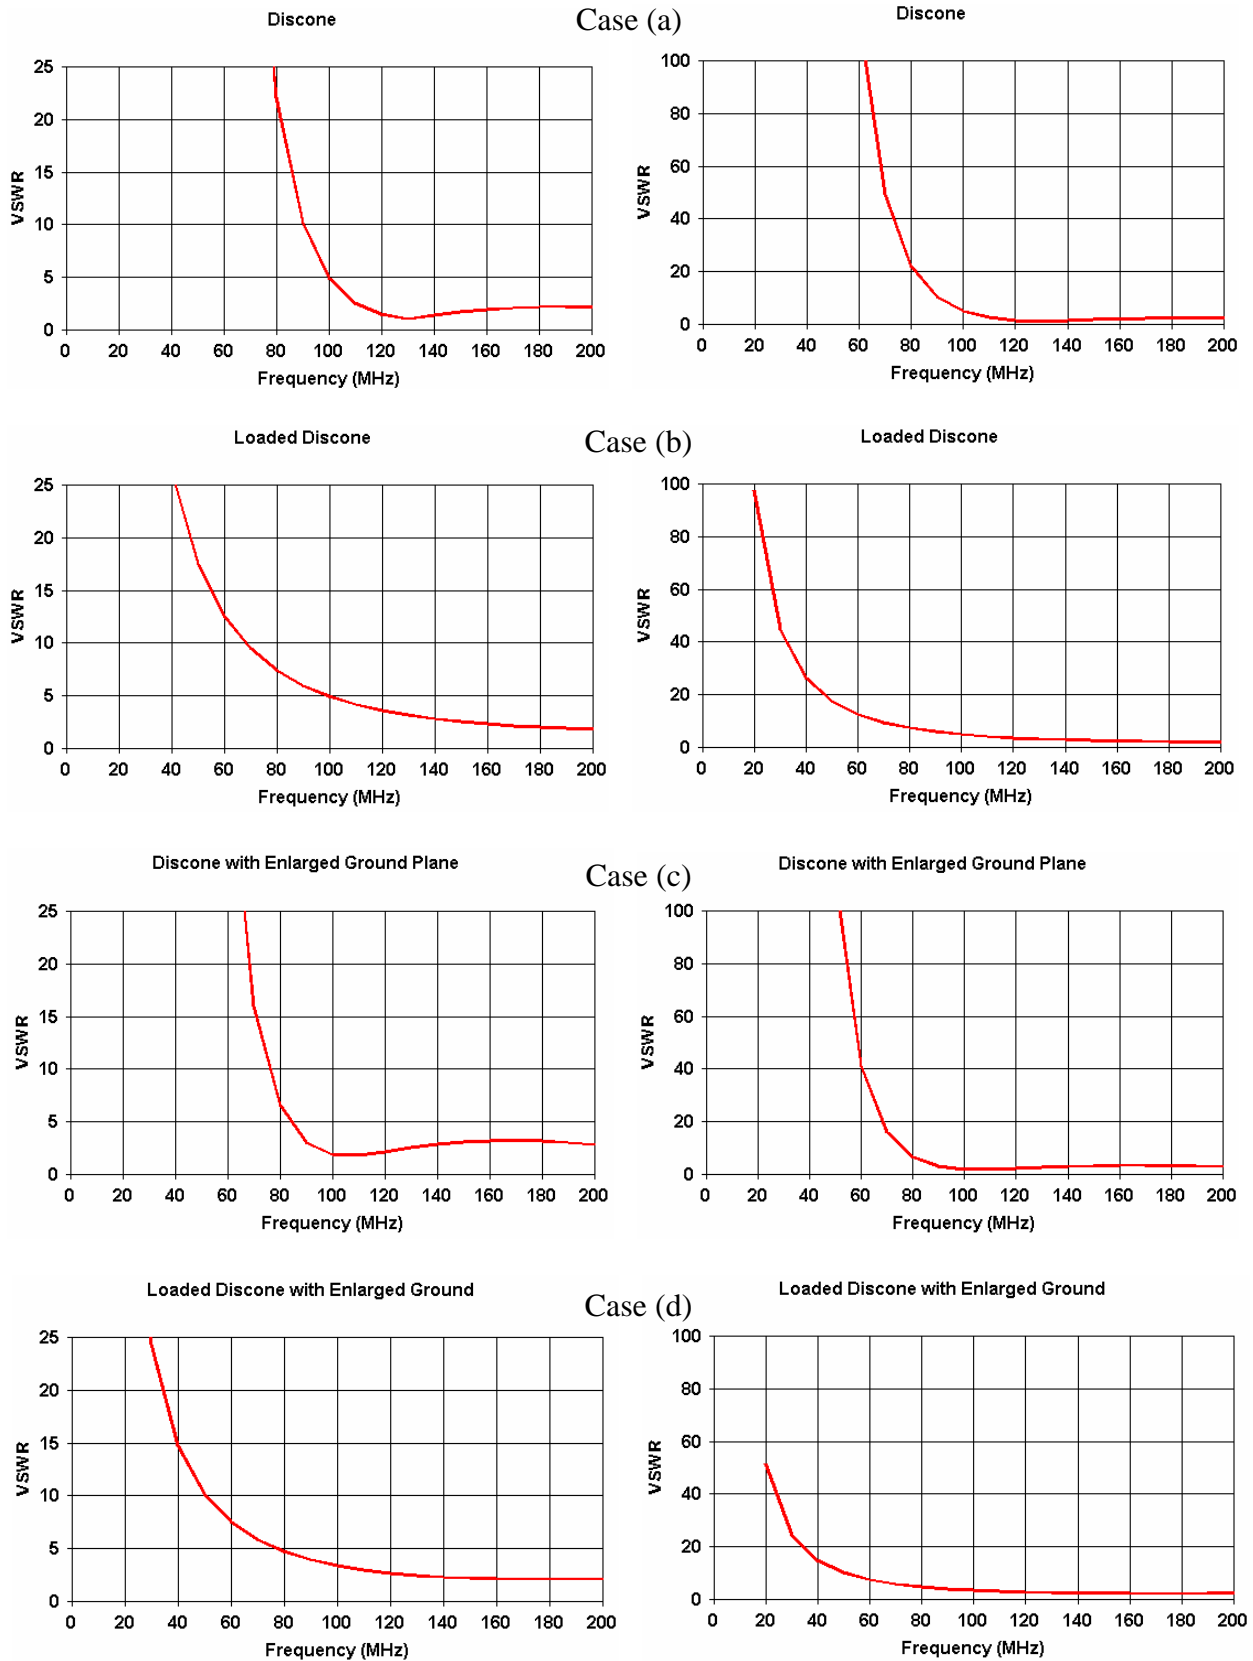 Case (a)
Discone
25
20
15
10
5
0
VSWR
0 20 40 60 80 100 120 140 160 180 200
Frequency (MHz)
Discone
100
80
60
40
20
0
VSWR
0 20 40 60 80 100 120 140 160 180 200
Frequency (MHz)
Case (b)
Loaded Discone
25
20
15
10
5
0
VSWR
0 20 40 60 80 100 120 140 160 180 200
Frequency (MHz)
Loaded Discone
100
80
60
40
20
0
VSWR
0 20 40 60 80 100 120 140 160 180 200
Frequency (MHz)
Case (c)
Discone with Enlarged Ground Plane
25
20
15
10
5
0
VSWR
0 20 40 60 80 100 120 140 160 180 200
Frequency (MHz)
Discone with Enlarged Ground Plane
100
80
60
40
20
0
VSWR
0 20 40 60 80 100 120 140 160 180 200
Frequency (MHz)
Case (d)
Loaded Discone with Enlarged Ground
25
20
15
10
5
0
VSWR
0 20 40 60 80 100 120 140 160 180 200
Frequency (MHz)
Loaded Discone with Enlarged Ground
100
80
60
40
20
0
VSWR
0 20 40 60 80 100 120 140 160 180 200
Frequency (MHz)